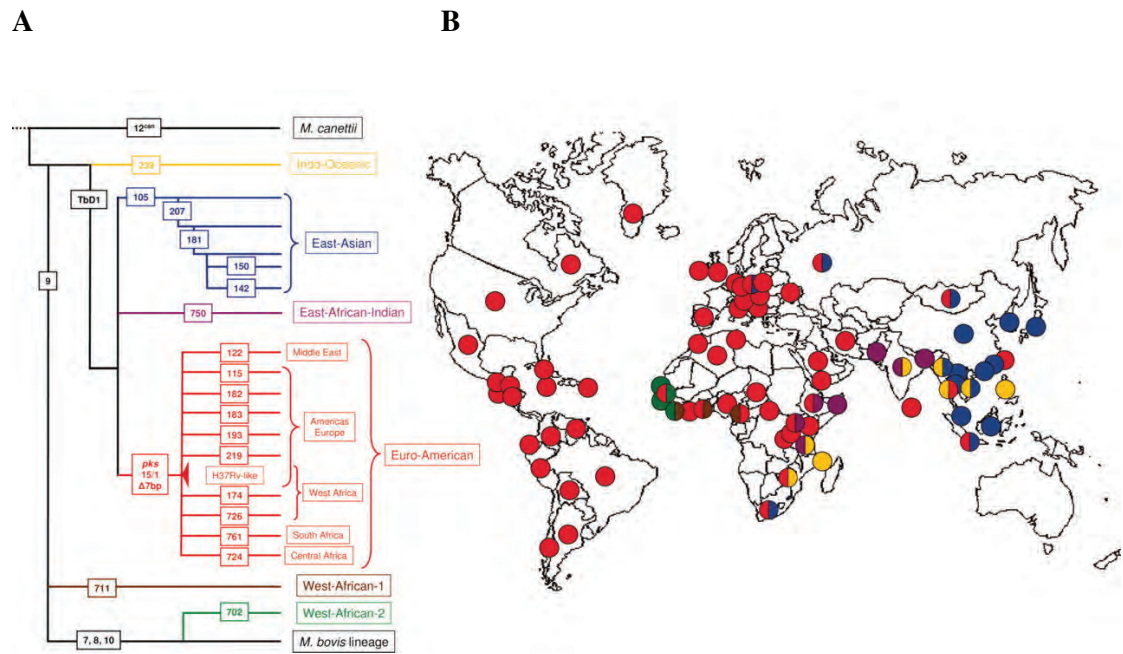 A
B
12ᶜᵃⁿ
M. canettii
239
Indo-Oceanic
TbD1
105
207
181
East-Asian
150
142
9
750
East-African-Indian
122
Middle East
115
182
183
193
219
Americas
Europe
pks
15/1
Δ7bp
Euro-American
H37Rv-like
174
West Africa
726
761
South Africa
724
Central Africa
711
West-African-1
702
West-African-2
7, 8, 10
M. bovis lineage